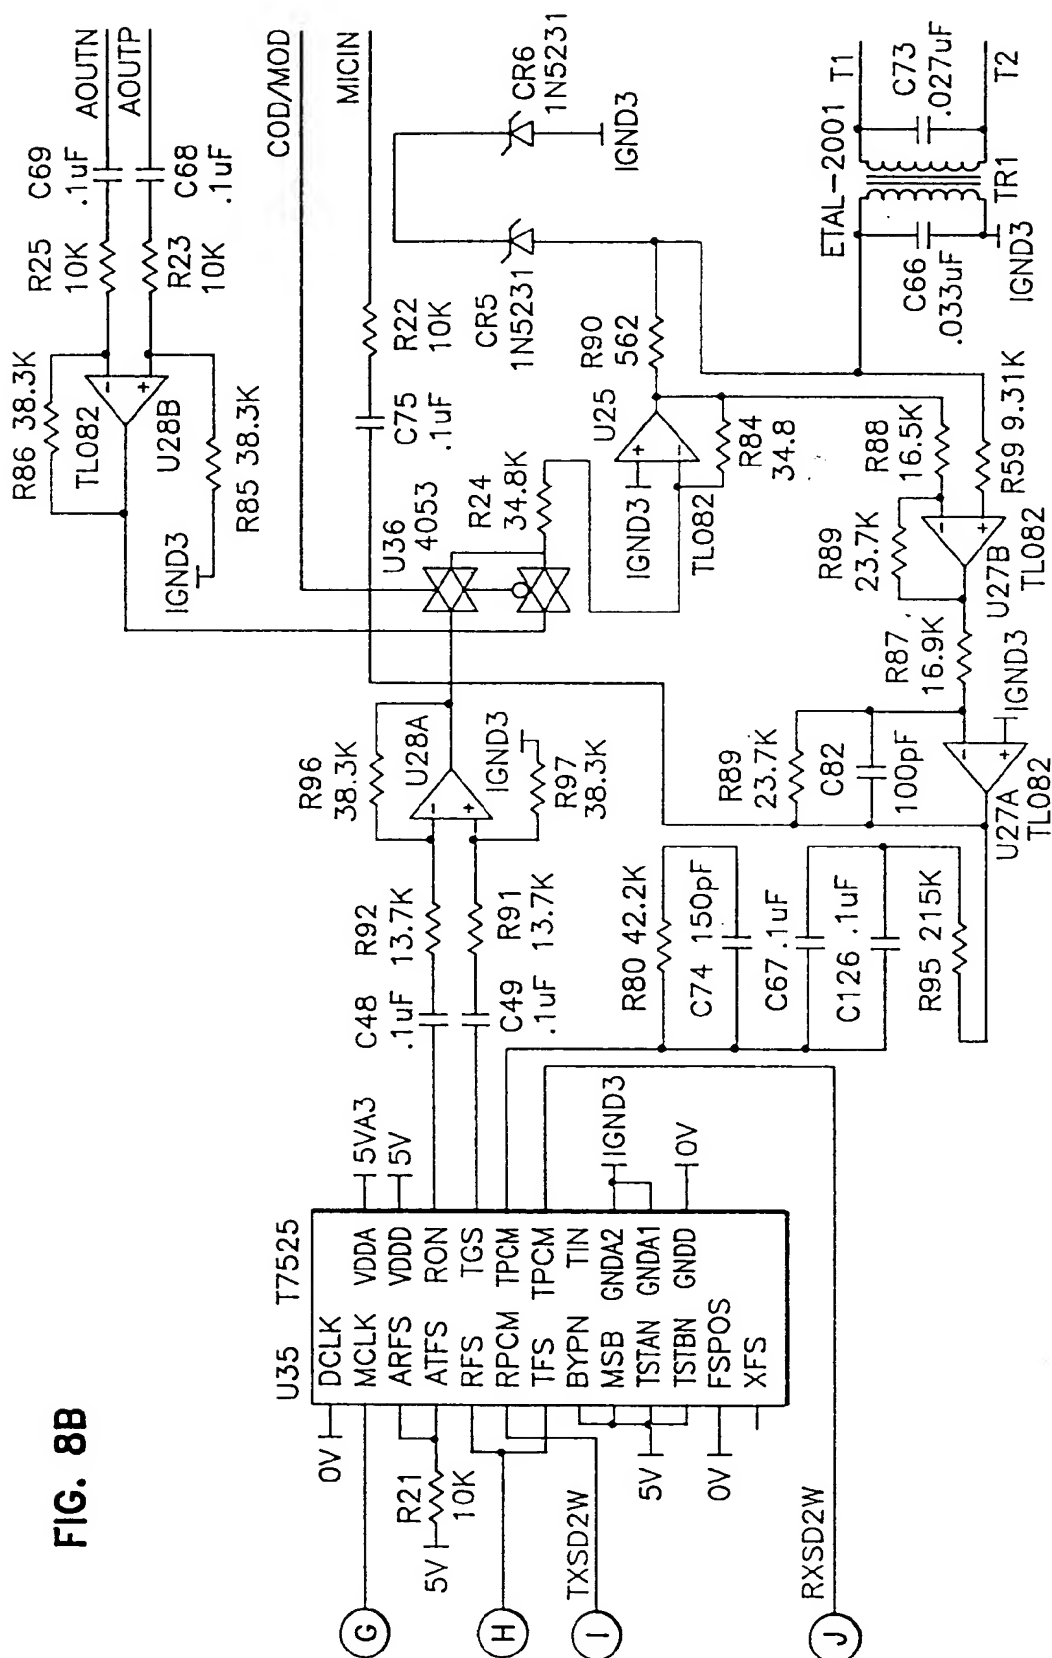 FIG. 8B
AOUTN
AOUTP
C69
.1uF
C68
.1uF
R25
10K
R23
10K
R86 38.3K
TL082
U28B
R85 38.3K
IGND3
COD/MOD
MICIN
CR6
1N5231
IGND3
CR5
1N5231
R22
10K
C75
.1uF
U36
4053
R24
34.8K
R90
562
U25
IGND3
TL082
R84
34.8
ETAL-2001
T1
C73
.027uF
T2
TR1
C66
.033uF
IGND3
R88
16.5K
R59 9.31K
R89
23.7K
U27B
TL082
R87
16.9K
IGND3
R89
23.7K
C82
100pF
U27A
TL082
R96
38.3K
U28A
IGND3
R97
38.3K
R92
13.7K
R91
13.7K
C48
.1uF
C49
.1uF
R80 42.2K
C74 150pF
C67 .1uF
C126 .1uF
R95 215K
5VA3
5V
IGND3
0V
U35 T7525
DCLK
MCLK VDDA
ARFS VDDD
ATFS RON
RFS TGS
RPCM TPCM
TFS TPCM
BYPN TIN
MSB GNDA2
TSTAN GNDA1
TSTBN GNDD
FSPOS
XFS
0V
R21
10K
5V
5V
0V
TXSD2W
RXSD2W
G
H
I
J